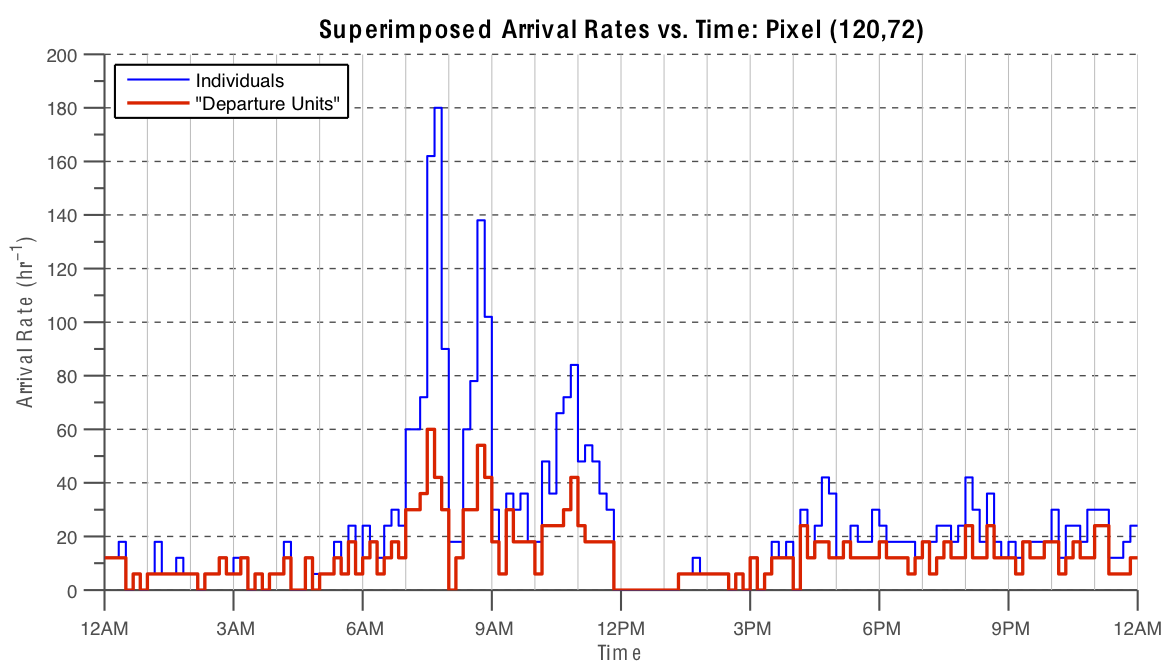 Superimposed Arrival Rates vs. Time: Pixel (120,72)
Individuals
"Departure Units"
200
180
160
140
120
100
80
60
40
20
0
Arrival Rate (hr⁻¹)
12AM 3AM 6AM 9AM 12PM 3PM 6PM 9PM 12AM
Time